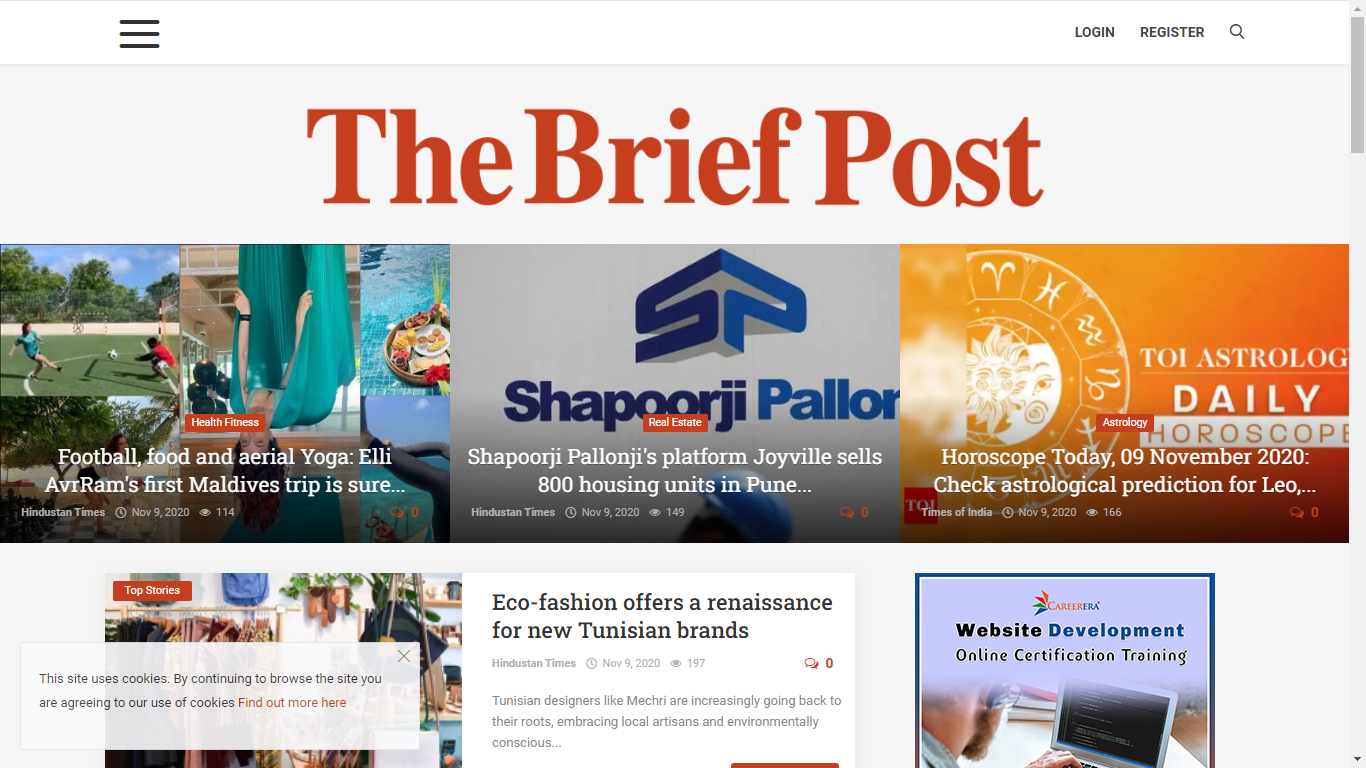 LOGIN
REGISTER
The Brief Post
Shapoorji Pallon
TOI ASTROLOG
DAILY
HOROSCOPE
TOI
Health Fitness
Football, food and aerial Yoga: Elli
AvrRam's first Maldives trip is sure...
Hindustan Times Nov 9, 2020 114 0
Real Estate
Shapoorji Pallonji's platform Joyville sells
800 housing units in Pune...
Hindustan Times Nov 9, 2020 149 0
Astrology
Horoscope Today, 09 November 2020:
Check astrological prediction for Leo,...
Times of India Nov 9, 2020 166 0
Top Stories
Eco-fashion offers a renaissance
for new Tunisian brands
Hindustan Times Nov 9, 2020 197 0
Tunisian designers like Mechri are increasingly going back to
their roots, embracing local artisans and environmentally
conscious...
CAREERERA
Website Development
Online Certification Training
This site uses cookies. By continuing to browse the site you
are agreeing to our use of cookies Find out more here